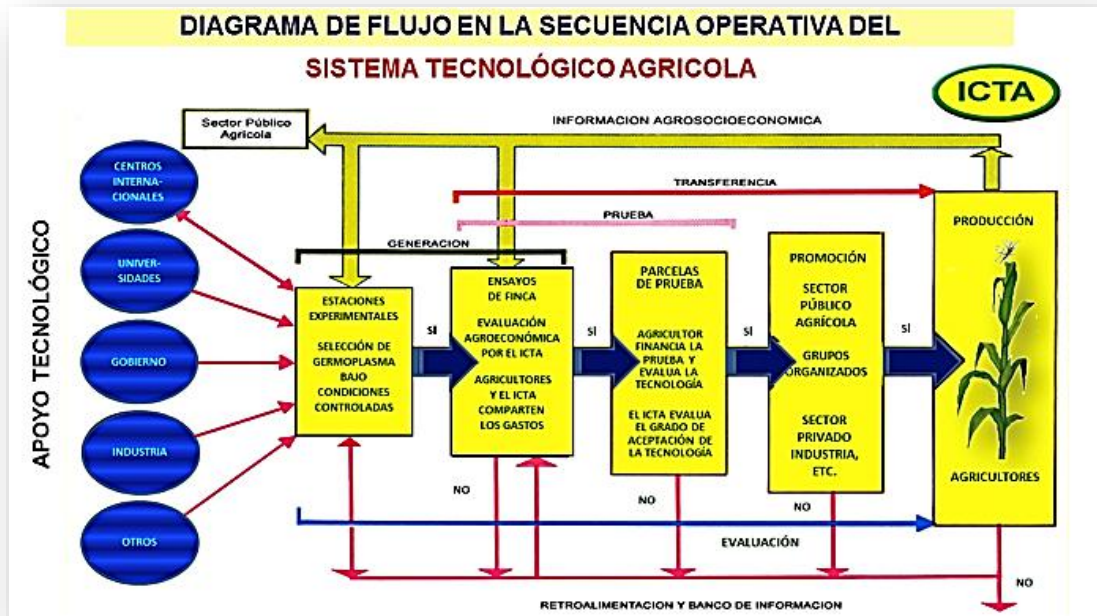 DIAGRAMA DE FLUJO EN LA SECUENCIA OPERATIVA DEL
SISTEMA TECNOLÓGICO AGRICOLA
ICTA
Sector Público
Agrícola
INFORMACION AGROSOCIOECONOMICA
TRANSFERENCIA
PRUEBA
GENERACION
APOYO TECNOLÓGICO
CENTROS
INTERNA-
CIONALES
UNIVER-
SIDADES
GOBIERNO
INDUSTRIA
OTROS
ESTACIONES
EXPERIMENTALES
SELECCIÓN DE
GERMOPLASMA
BAJO
CONDICIONES
CONTROLADAS
SI
ENSAYOS
DE FINCA
EVALUACIÓN
AGROECONÓMICA
POR EL ICTA
AGRICULTORES
Y EL ICTA
COMPARTEN
LOS GASTOS
SI
PARCELAS
DE PRUEBA
AGRICULTOR
FINANCIA LA
PRUEBA Y
EVALUA LA
TECNOLOGÍA
EL ICTA EVALUA
EL GRADO DE
ACEPTACIÓN DE
LA TECNOLOGÍA
SI
PROMOCIÓN
SECTOR
PÚBLICO
AGRÍCOLA
GRUPOS
ORGANIZADOS
SECTOR
PRIVADO
INDUSTRIA,
ETC.
SI
PRODUCCIÓN
AGRICULTORES
NO
NO
NO
NO
EVALUACIÓN
RETROALIMENTACION Y BANCO DE INFORMACION